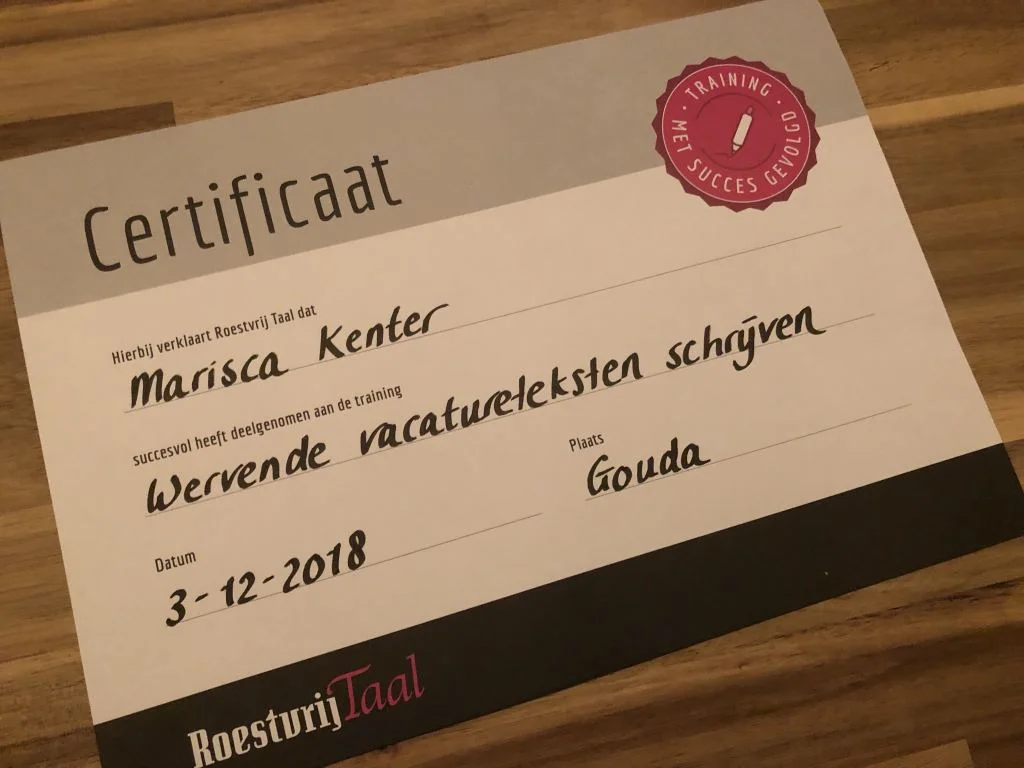 Certificaat
TRAINING
MET SUCCES GEVOLGD
Hierbij verklaart Roestvrij Taal dat
Marisca Kenter
succesvol heeft deelgenomen aan de training
Wervende vacatureteksten schrijven
Datum
3-12-2018
Plaats
Gouda
RoestvrijTaal